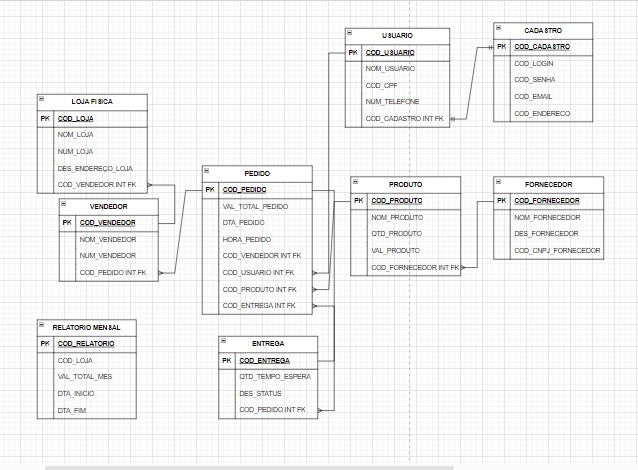 USUARIO
PK COD_USUARIO
NOM_USUARIO
COD_CPF
NUM_TELEFONE
COD_CADASTRO INT FK
CADASTRO
PK COD_CADASTRO
COD_LOGIN
COD_SENHA
COD_EMAIL
COD_ENDERECO
LOJA FISICA
PK COD_LOJA
NOM_LOJA
NUM_LOJA
DES_ENDEREÇO_LOJA
COD_VENDEDOR INT FK
VENDEDOR
PK COD_VENDEDOR
NOM_VENDEDOR
NUM_VENDEDOR
COD_PEDIDO INT FK
PEDIDO
PK COD_PEDIDO
VAL_TOTAL_PEDIDO
DTA_PEDIDO
HORA_PEDIDO
COD_VENDEDOR INT FK
COD_USUARIO INT FK
COD_PRODUTO INT FK
COD_ENTREGA INT FK
PRODUTO
PK COD_PRODUTO
NOM_PRODUTO
QTD_PRODUTO
VAL_PRODUTO
COD_FORNECEDOR INT FK
FORNECEDOR
PK COD_FORNECEDOR
NOM_FORNECEDOR
DES_FORNECEDOR
COD_CNPJ_FORNECEDOR
RELATORIO MENSAL
PK COD_RELATORIO
COD_LOJA
VAL_TOTAL_MES
DTA_INICIO
DTA_FIM
ENTREGA
PK COD_ENTREGA
QTD_TEMPO_ESPERA
DES_STATUS
COD_PEDIDO INT FK